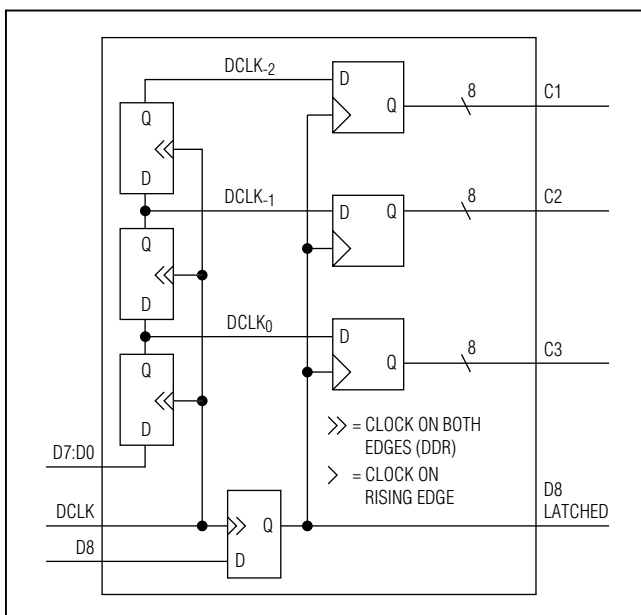 DCLK-2
D
Q
8
C1
Q
D
DCLK-1
D
Q
8
C2
Q
D
DCLK0
D
Q
8
C3
Q
D
D7:D0
>> = CLOCK ON BOTH
EDGES (DDR)
> = CLOCK ON
RISING EDGE
DCLK
D8
Q
D
D8
LATCHED